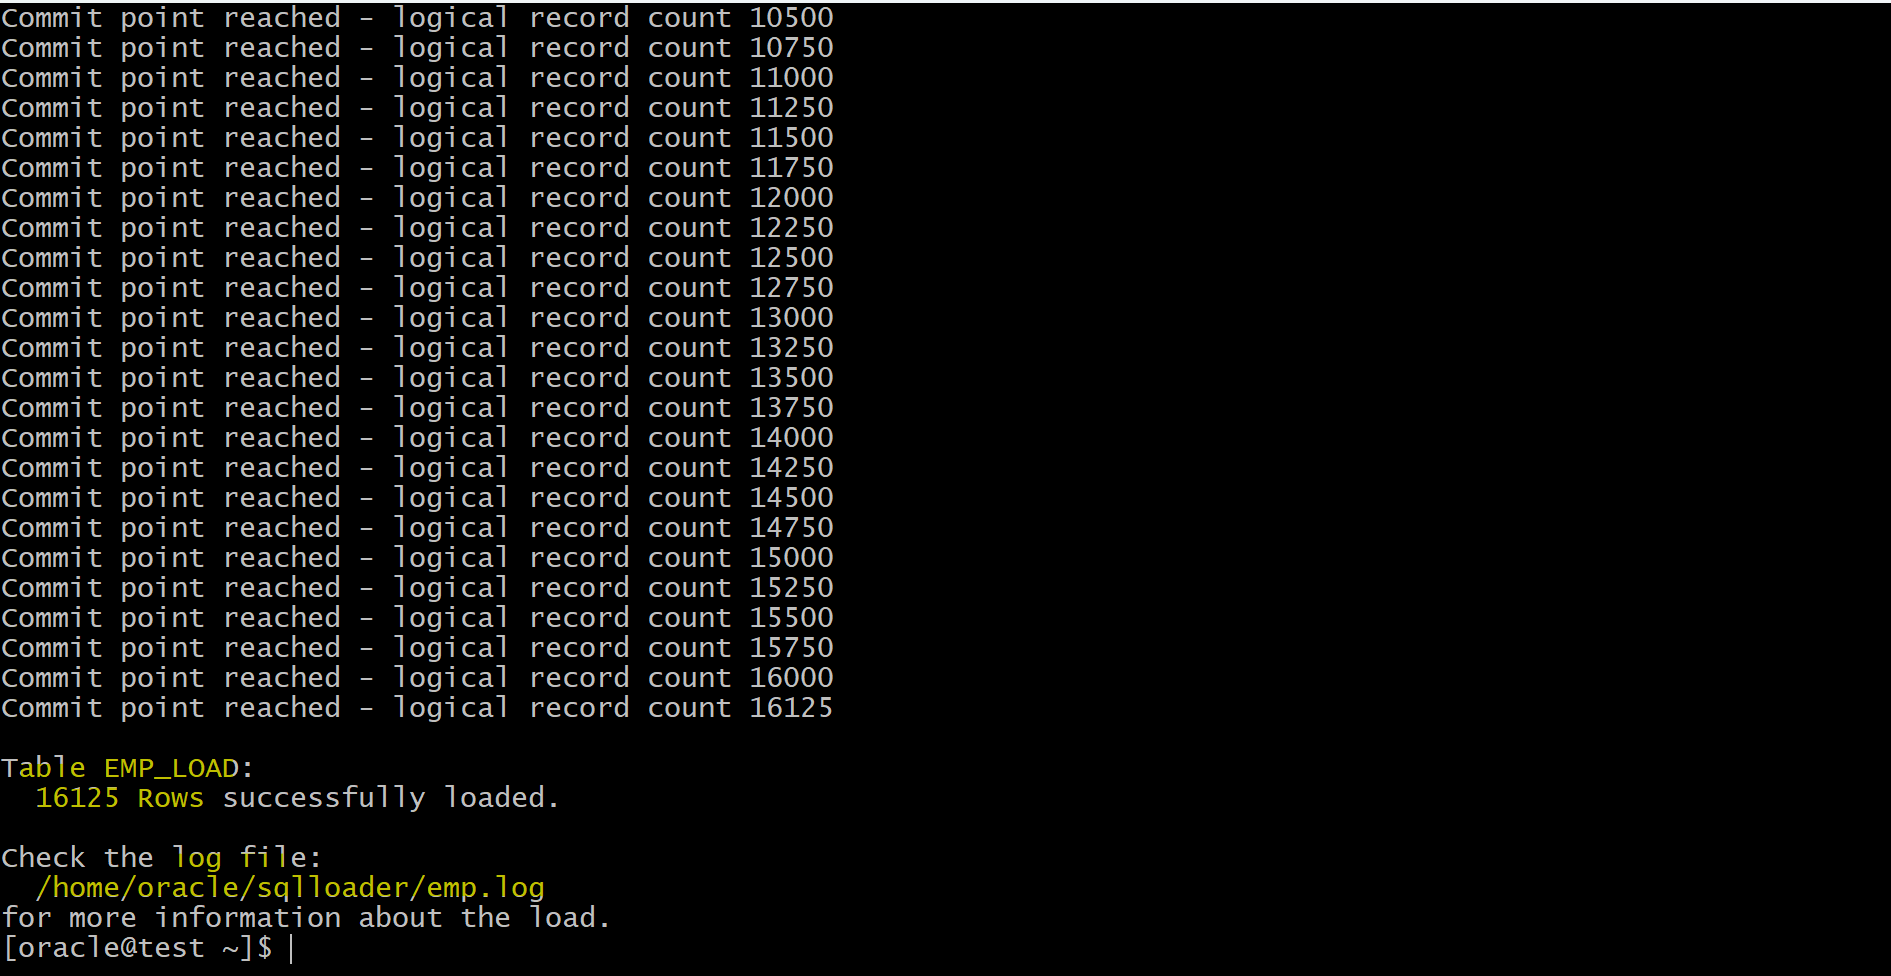 Commit point reached - logical record count 10500
Commit point reached - logical record count 10750
Commit point reached - logical record count 11000
Commit point reached - logical record count 11250
Commit point reached - logical record count 11500
Commit point reached - logical record count 11750
Commit point reached - logical record count 12000
Commit point reached - logical record count 12250
Commit point reached - logical record count 12500
Commit point reached - logical record count 12750
Commit point reached - logical record count 13000
Commit point reached - logical record count 13250
Commit point reached - logical record count 13500
Commit point reached - logical record count 13750
Commit point reached - logical record count 14000
Commit point reached - logical record count 14250
Commit point reached - logical record count 14500
Commit point reached - logical record count 14750
Commit point reached - logical record count 15000
Commit point reached - logical record count 15250
Commit point reached - logical record count 15500
Commit point reached - logical record count 15750
Commit point reached - logical record count 16000
Commit point reached - logical record count 16125

Table EMP_LOAD:
  16125 Rows successfully loaded.

Check the log file:
  /home/oracle/sqlloader/emp.log
for more information about the load.
[oracle@test ~]$